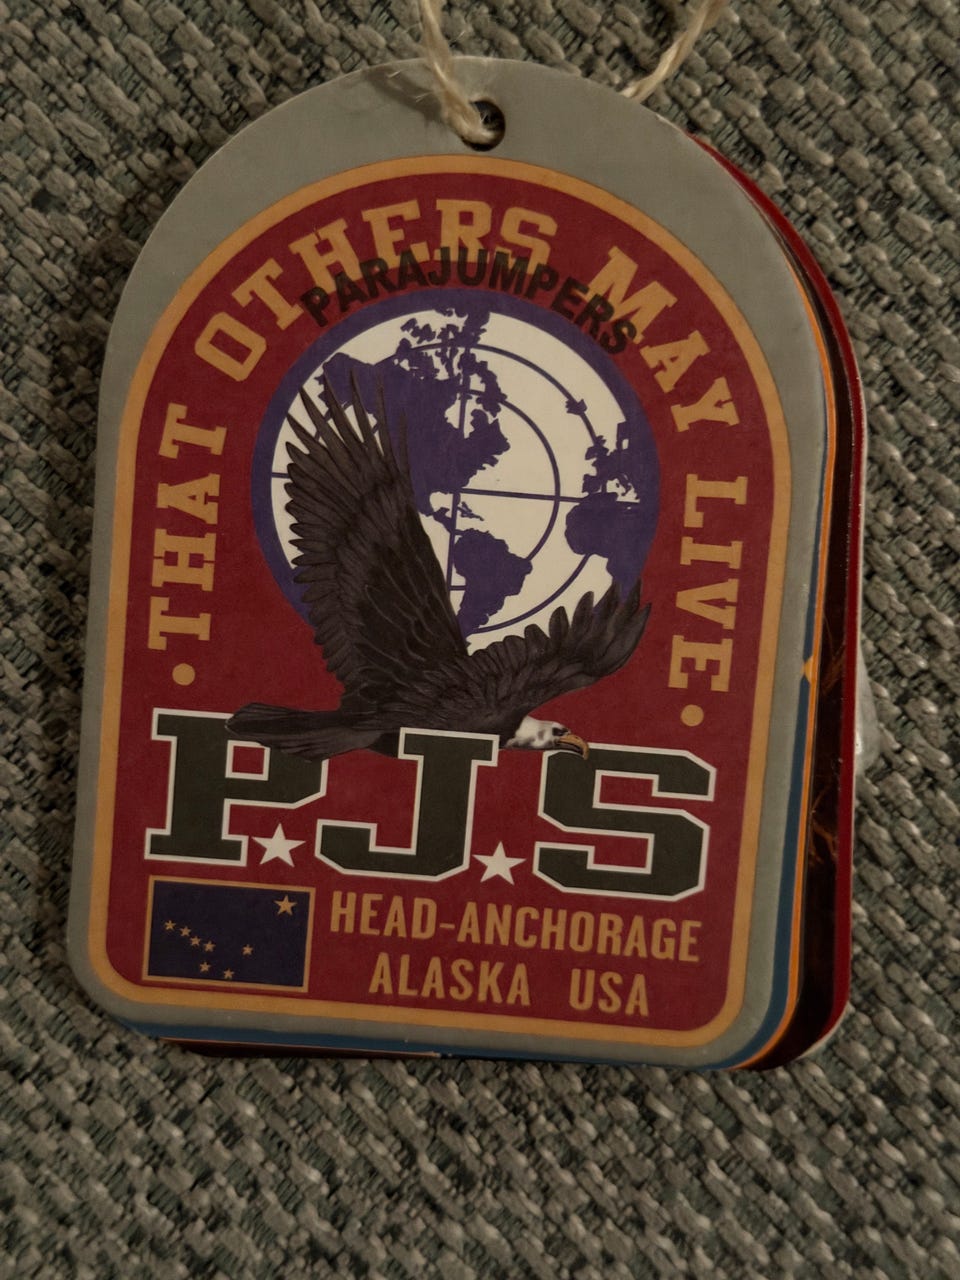 · THAT OTHERS MAY LIVE ·
PARAJUMPERS
P.J.S
HEAD-ANCHORAGE
ALASKA USA